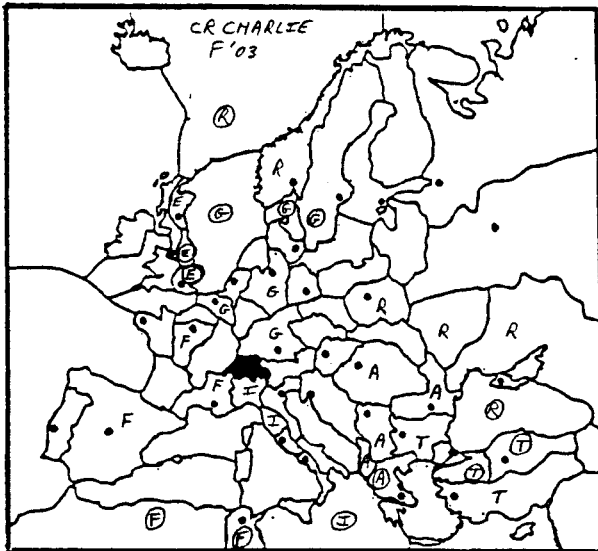 CR CHARLIE
F'03
R
R
E G G G
E
E
G
G R
F G R R
F I A A
R
F I
A T T
A
A T
T
F I
F